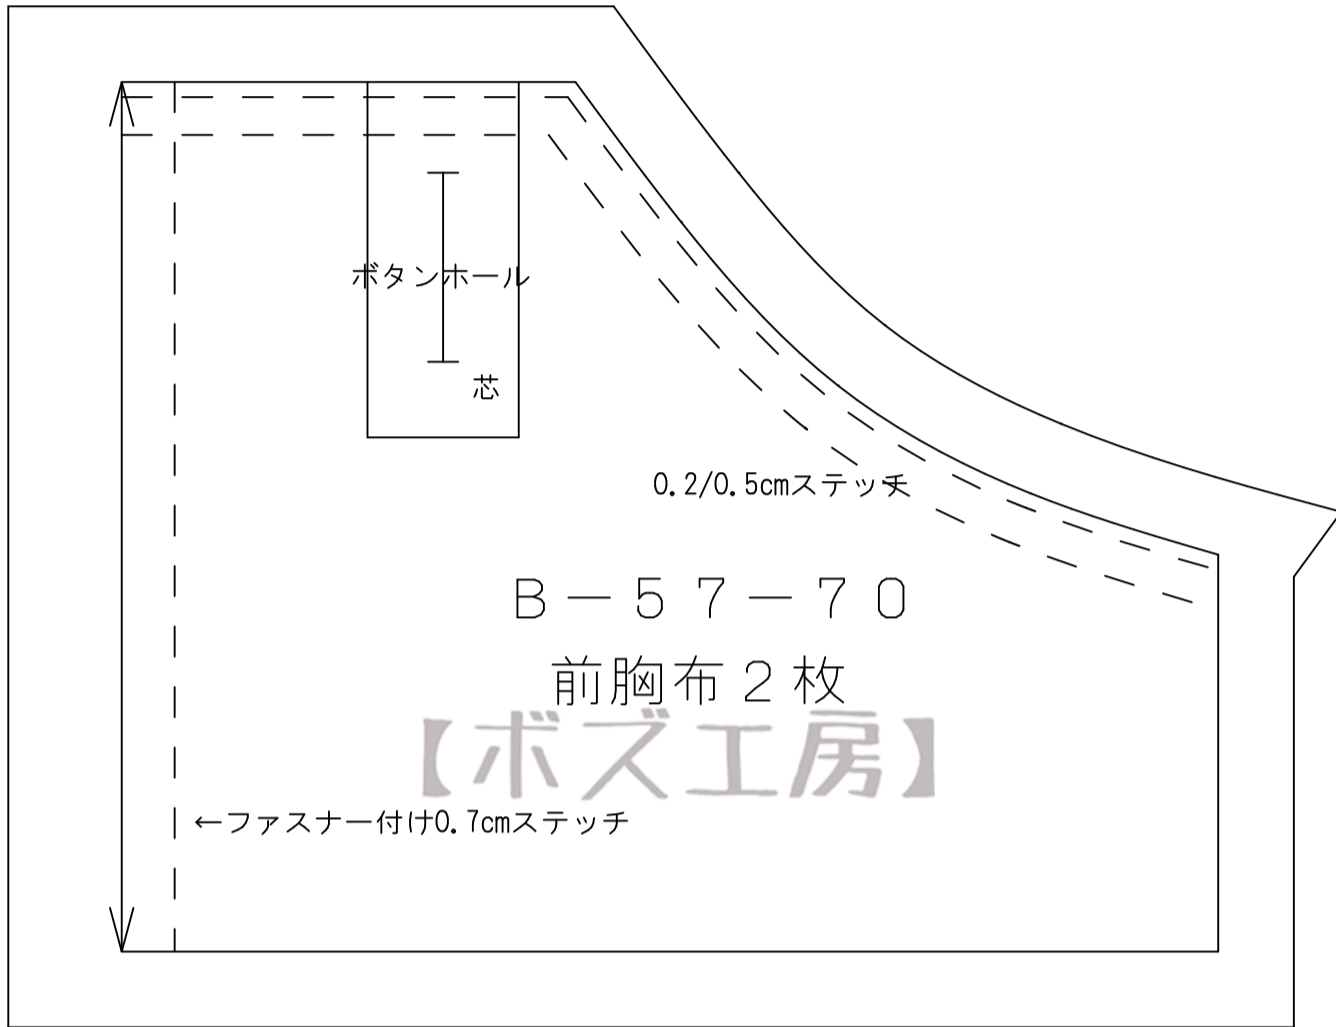 ボタンホール
芯
0.2/0.5cmステッチ
B－57－70
前胸布2枚
【ボズ工房】
←ファスナー付け0.7cmステッチ